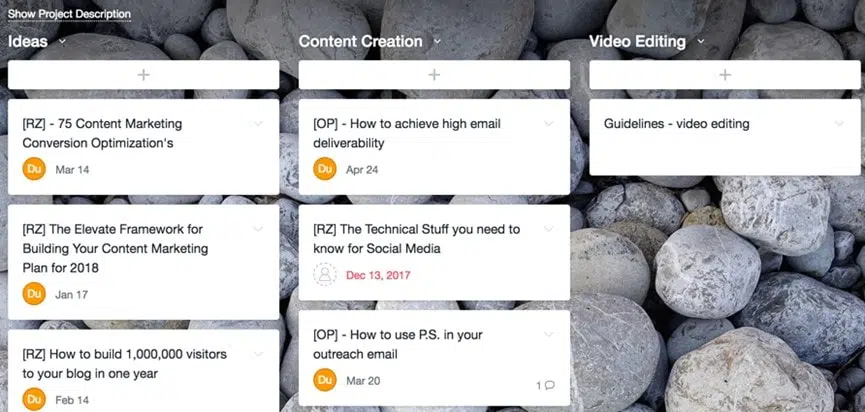 Show Project Description
Ideas
[RZ] - 75 Content Marketing
Conversion Optimization's
Du Mar 14
[RZ] The Elevate Framework for
Building Your Content Marketing
Plan for 2018
Du Jan 17
[RZ] How to build 1,000,000 visitors
to your blog in one year
Du Feb 14
Content Creation
[OP] - How to achieve high email
deliverability
Du Apr 24
[RZ] The Technical Stuff you need to
know for Social Media
Dec 13, 2017
[OP] - How to use P.S. in your
outreach email
Du Mar 20
1
Video Editing
Guidelines - video editing